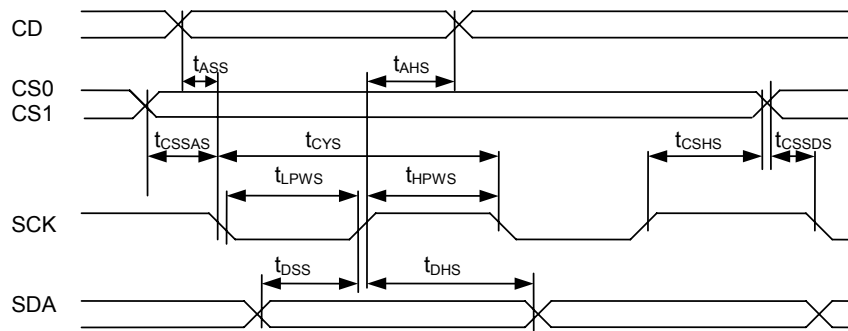 CD
tASS
tAHS
CS0
CS1
tCSSAS
tCYS
tCSHS
tCSSDS
tLPWS
tHPWS
SCK
tDSS
tDHS
SDA